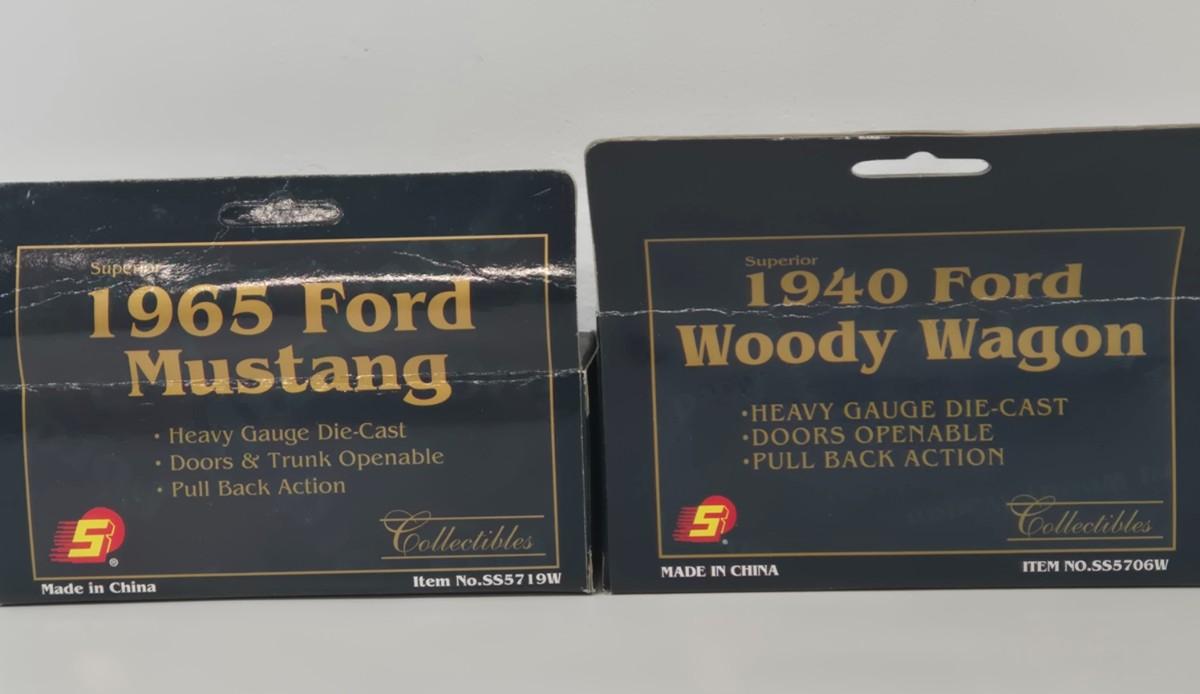 Superior
1965 Ford
Mustang
• Heavy Gauge Die-Cast
• Doors & Trunk Openable
• Pull Back Action
S
®
Collectibles
Made in China
Item No.SS5719W
Superior
1940 Ford
Woody Wagon
•HEAVY GAUGE DIE-CAST
•DOORS OPENABLE
•PULL BACK ACTION
S
®
Collectibles
MADE IN CHINA
ITEM NO.SS5706W